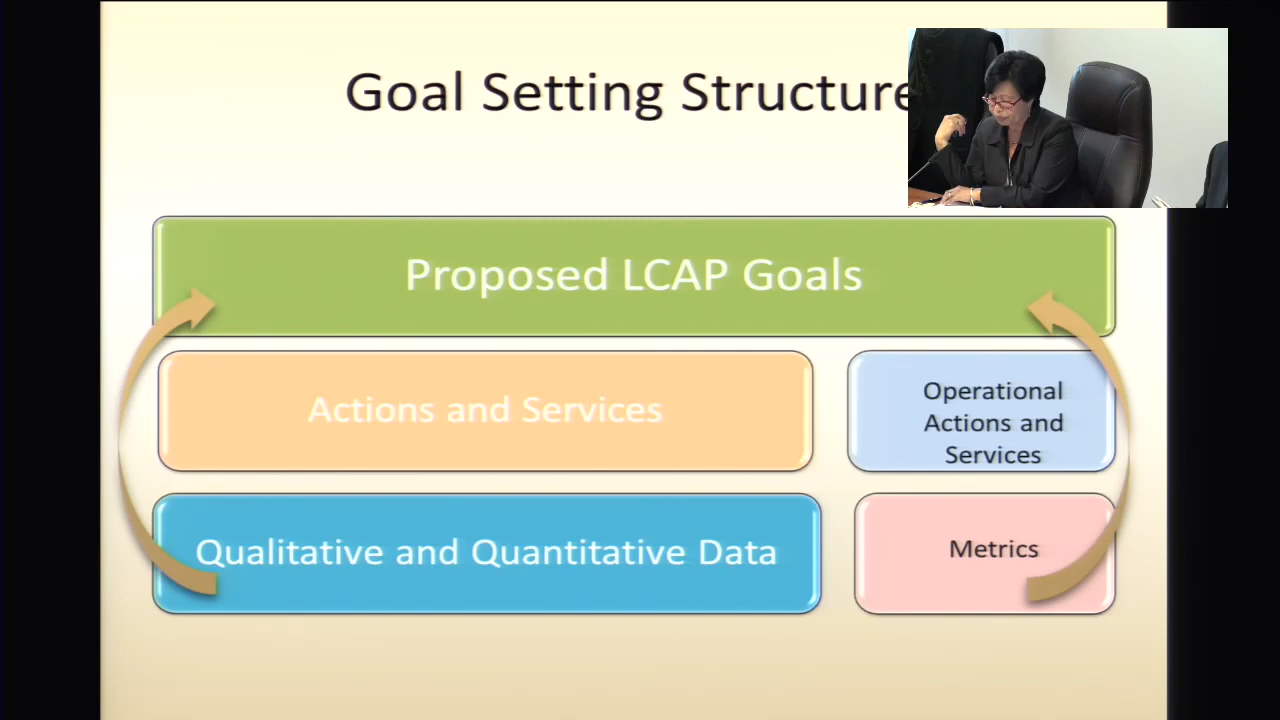 Goal Setting Structure
Proposed LCAP Goals
Actions and Services
Operational
Actions and
Services
Qualitative and Quantitative Data
Metrics